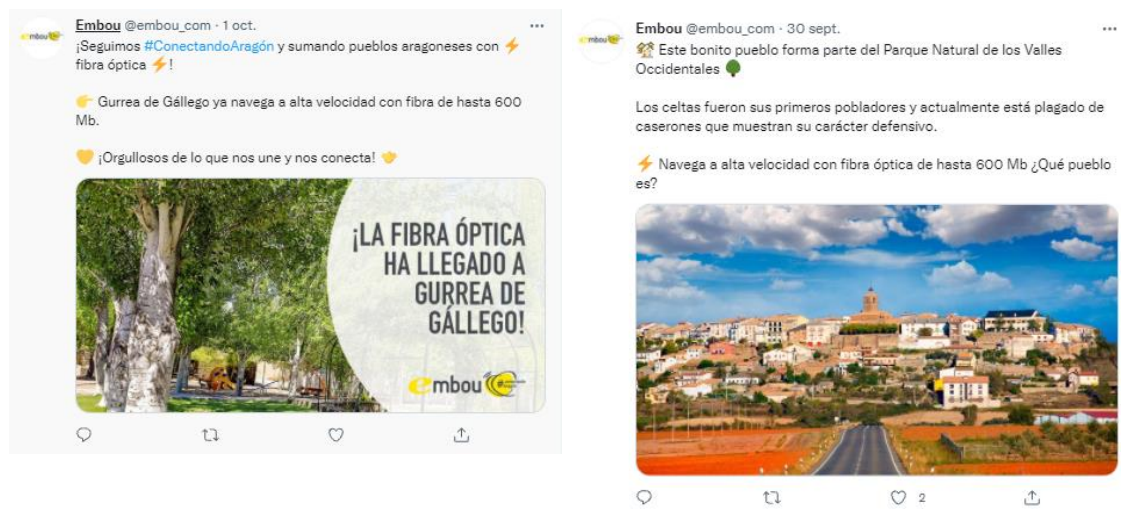 Embou @embou_com · 1 oct.
¡Seguimos #ConectandoAragón y sumando pueblos aragoneses con ⚡
fibra óptica ⚡!
👉 Gurrea de Gállego ya navega a alta velocidad con fibra de hasta 600
Mb.
🧡 ¡Orgullosos de lo que nos une y nos conecta! 🤝
¡LA FIBRA ÓPTICA
HA LLEGADO A
GURREA DE
GÁLLEGO!
embou
Embou @embou_com · 30 sept.
🏘 Este bonito pueblo forma parte del Parque Natural de los Valles
Occidentales 🌳
Los celtas fueron sus primeros pobladores y actualmente está plagado de
caserones que muestran su carácter defensivo.
⚡ Navega a alta velocidad con fibra óptica de hasta 600 Mb ¿Qué pueblo
es?
2